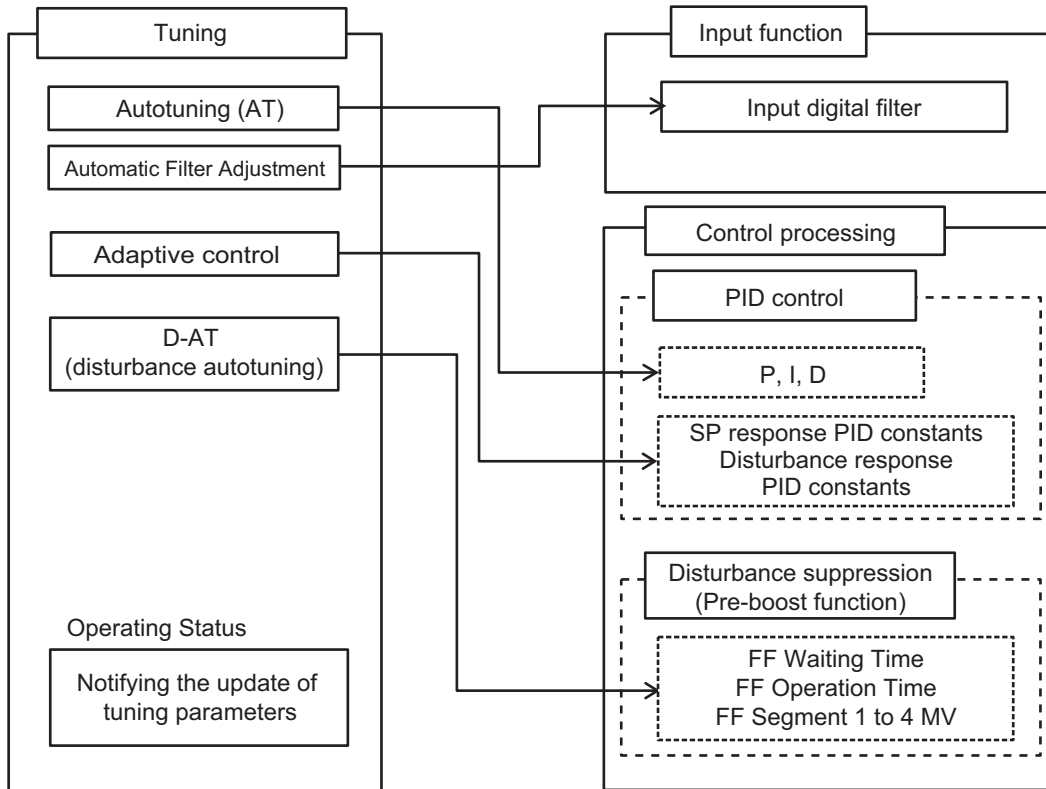 Tuning
Autotuning (AT)
Automatic Filter Adjustment
Adaptive control
D-AT
(disturbance autotuning)
Operating Status
Notifying the update of
tuning parameters
Input function
Input digital filter
Control processing
PID control
P, I, D
SP response PID constants
Disturbance response
PID constants
Disturbance suppression
(Pre-boost function)
FF Waiting Time
FF Operation Time
FF Segment 1 to 4 MV